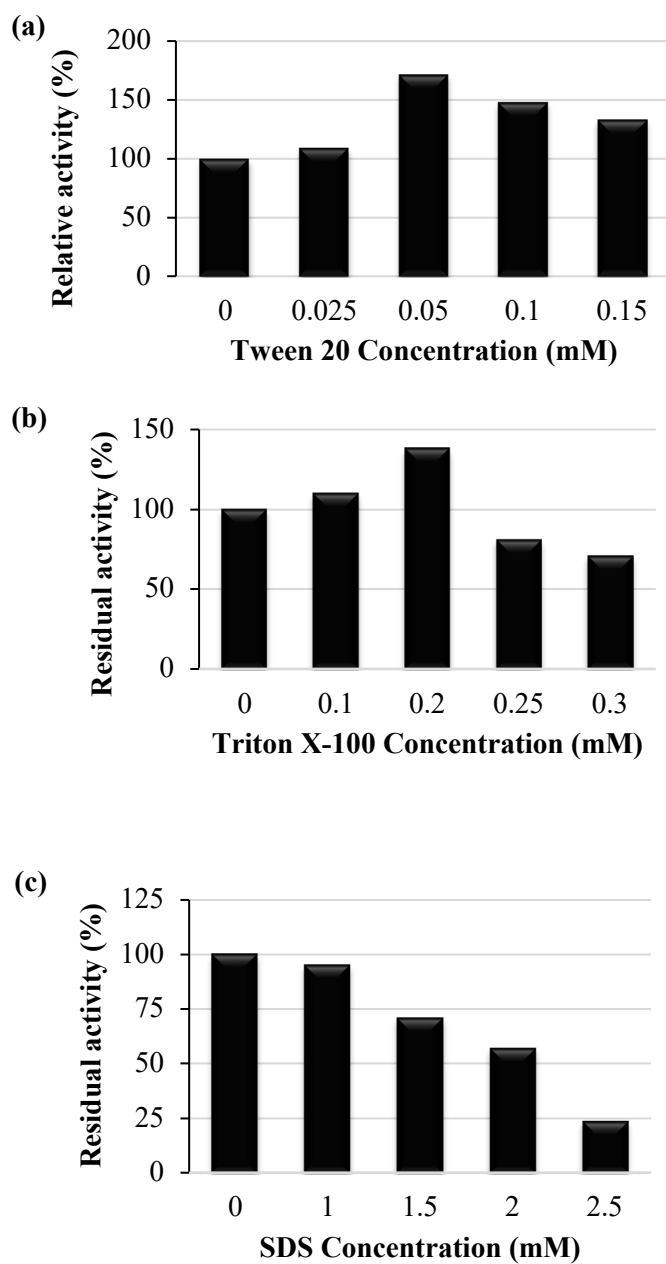 (a)
Relative activity (%)
200
150
100
50
0
0 0.025 0.05 0.1 0.15
Tween 20 Concentration (mM)
(b)
Residual activity (%)
150
100
50
0
0 0.1 0.2 0.25 0.3
Triton X-100 Concentration (mM)
(c)
Residual activity (%)
125
100
75
50
25
0
0 1 1.5 2 2.5
SDS Concentration (mM)